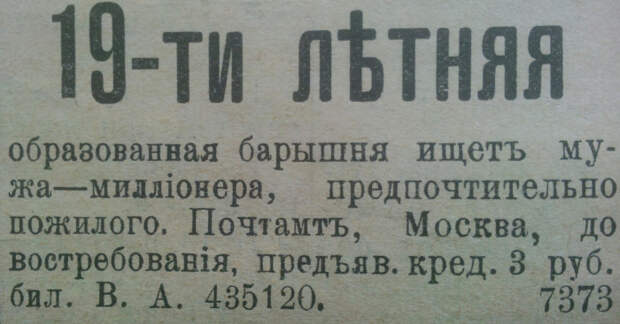 19-ти лѣтняя
образованная барышня ищетъ му-
жа—милліонера, предпочтительно
пожилого. Почтамтъ, Москва, до
востребованія, предъяв. кред. 3 руб.
бил. В. А. 435120. 7373